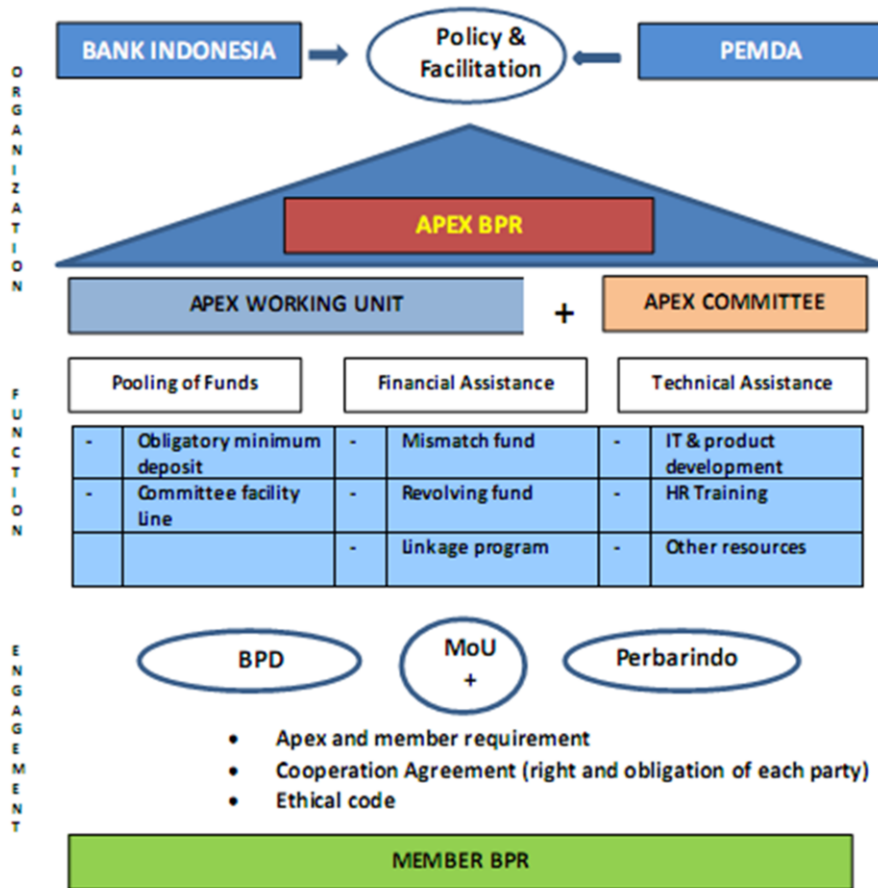 BANK INDONESIA
Policy &
Facilitation
PEMDA
ORGANIZATION
APEX BPR
APEX WORKING UNIT
+
APEX COMMITTEE
FUNCTION
Pooling of Funds
Financial Assistance
Technical Assistance
- Obligatory minimum
deposit
- Mismatch fund
- IT & product
development
- Committee facility
line
- Revolving fund
- HR Training
- Linkage program
- Other resources
ENGAGEMENT
BPD
MoU
+
Perbarindo
• Apex and member requirement
• Cooperation Agreement (right and obligation of each party)
• Ethical code
MEMBER BPR